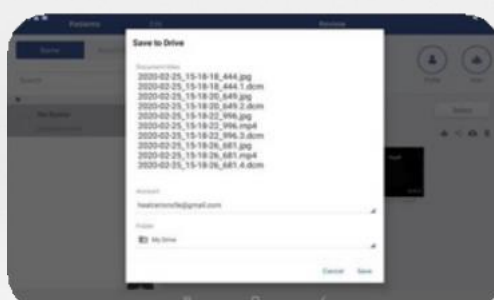 Patients
Edit
Review
Name
Search
Save to Drive
Document titles
2020-02-25_15-18-18_444.jpg
2020-02-25_15-18-18_444.1.dcm
2020-02-25_15-18-20_649.jpg
2020-02-25_15-18-20_649.2.dcm
2020-02-25_15-18-22_996.jpg
2020-02-25_15-18-22_996.mp4
2020-02-25_15-18-22_996.3.dcm
2020-02-25_15-18-26_681.jpg
2020-02-25_15-18-26_681.mp4
2020-02-25_15-18-26_681.4.dcm
Account
Folder
My Drive
Cancel
Save